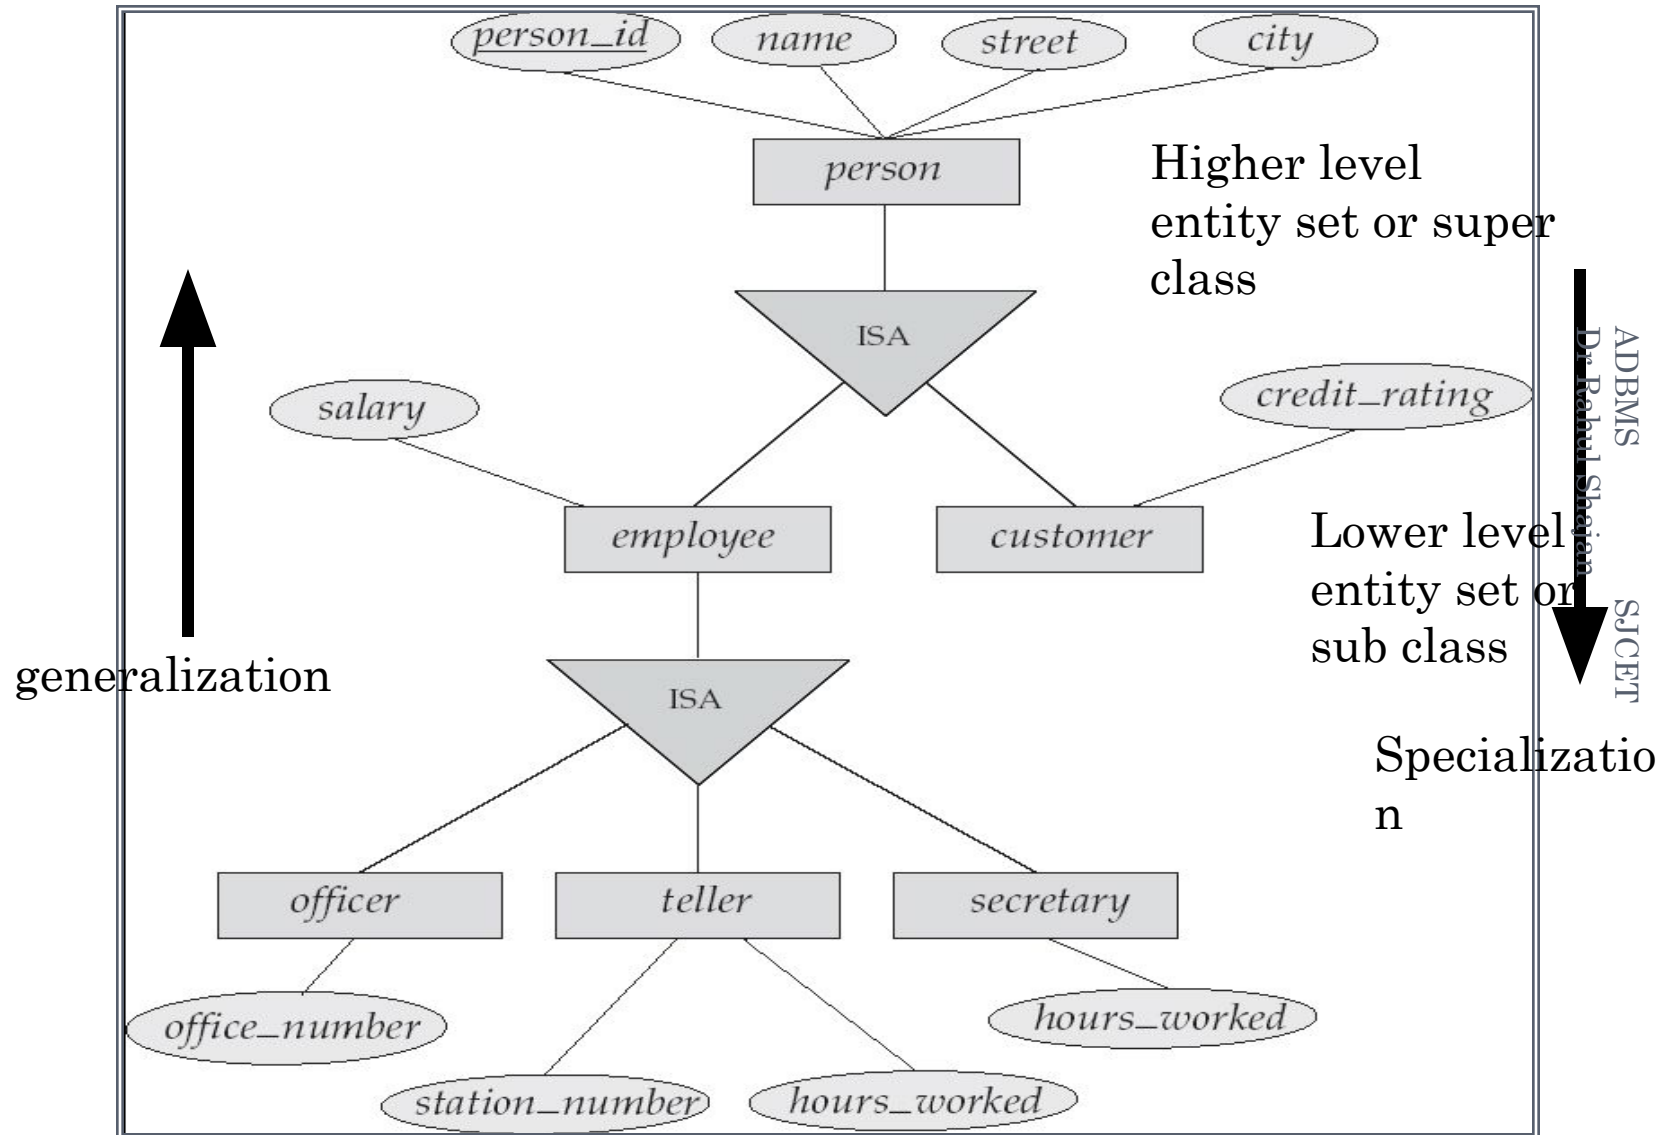 person_id
name
street
city
person
Higher level
entity set or super
class
ISA
salary
credit_rating
employee
customer
Lower level
entity set or
sub class
generalization
ISA
Specializatio
n
officer
teller
secretary
office_number
station_number
hours_worked
hours_worked
ADBMS
SJCET
Dr Rahul Shajan